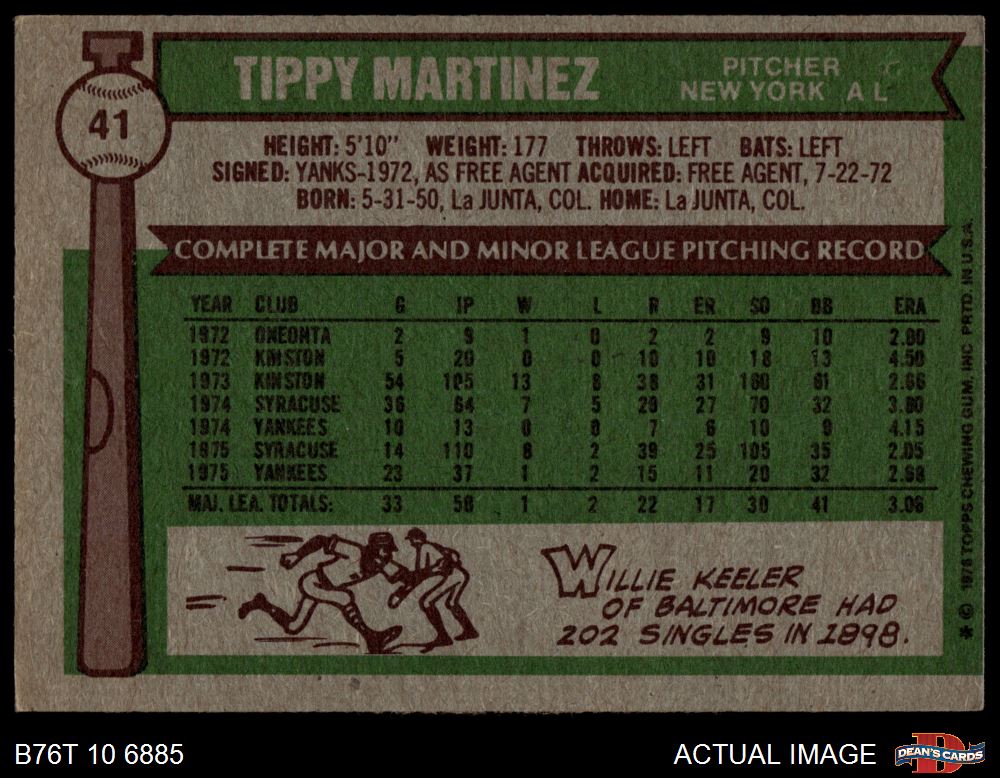 TIPPY MARTINEZ
PITCHER
NEW YORK A L
41
HEIGHT: 5'10" WEIGHT: 177 THROWS: LEFT BATS: LEFT
SIGNED: YANKS-1972, AS FREE AGENT ACQUIRED: FREE AGENT, 7-22-72
BORN: 5-31-50, La JUNTA, COL. HOME: La JUNTA, COL.
COMPLETE MAJOR AND MINOR LEAGUE PITCHING RECORD
YEAR CLUB G IP W L R ER SO BB ERA
1972 ONEONTA 2 9 1 0 2 2 9 10 2.00
1972 KINSTON 5 20 0 0 10 10 18 13 4.50
1973 KINSTON 54 105 13 8 38 31 160 61 2.66
1974 SYRACUSE 36 64 7 5 29 27 70 32 3.80
1974 YANKEES 10 13 0 0 7 6 10 9 4.15
1975 SYRACUSE 14 110 8 2 39 25 105 35 2.05
1975 YANKEES 23 37 1 2 15 11 20 32 2.68
MAJ. LEA. TOTALS: 33 50 1 2 22 17 30 41 3.06
WILLIE KEELER
OF BALTIMORE HAD
202 SINGLES IN 1898.
* © 1976 TOPPS CHEWING GUM, INC PRTD. IN U.S.A.
B76T 10 6885
ACTUAL IMAGE
D
DEAN'S CARDS